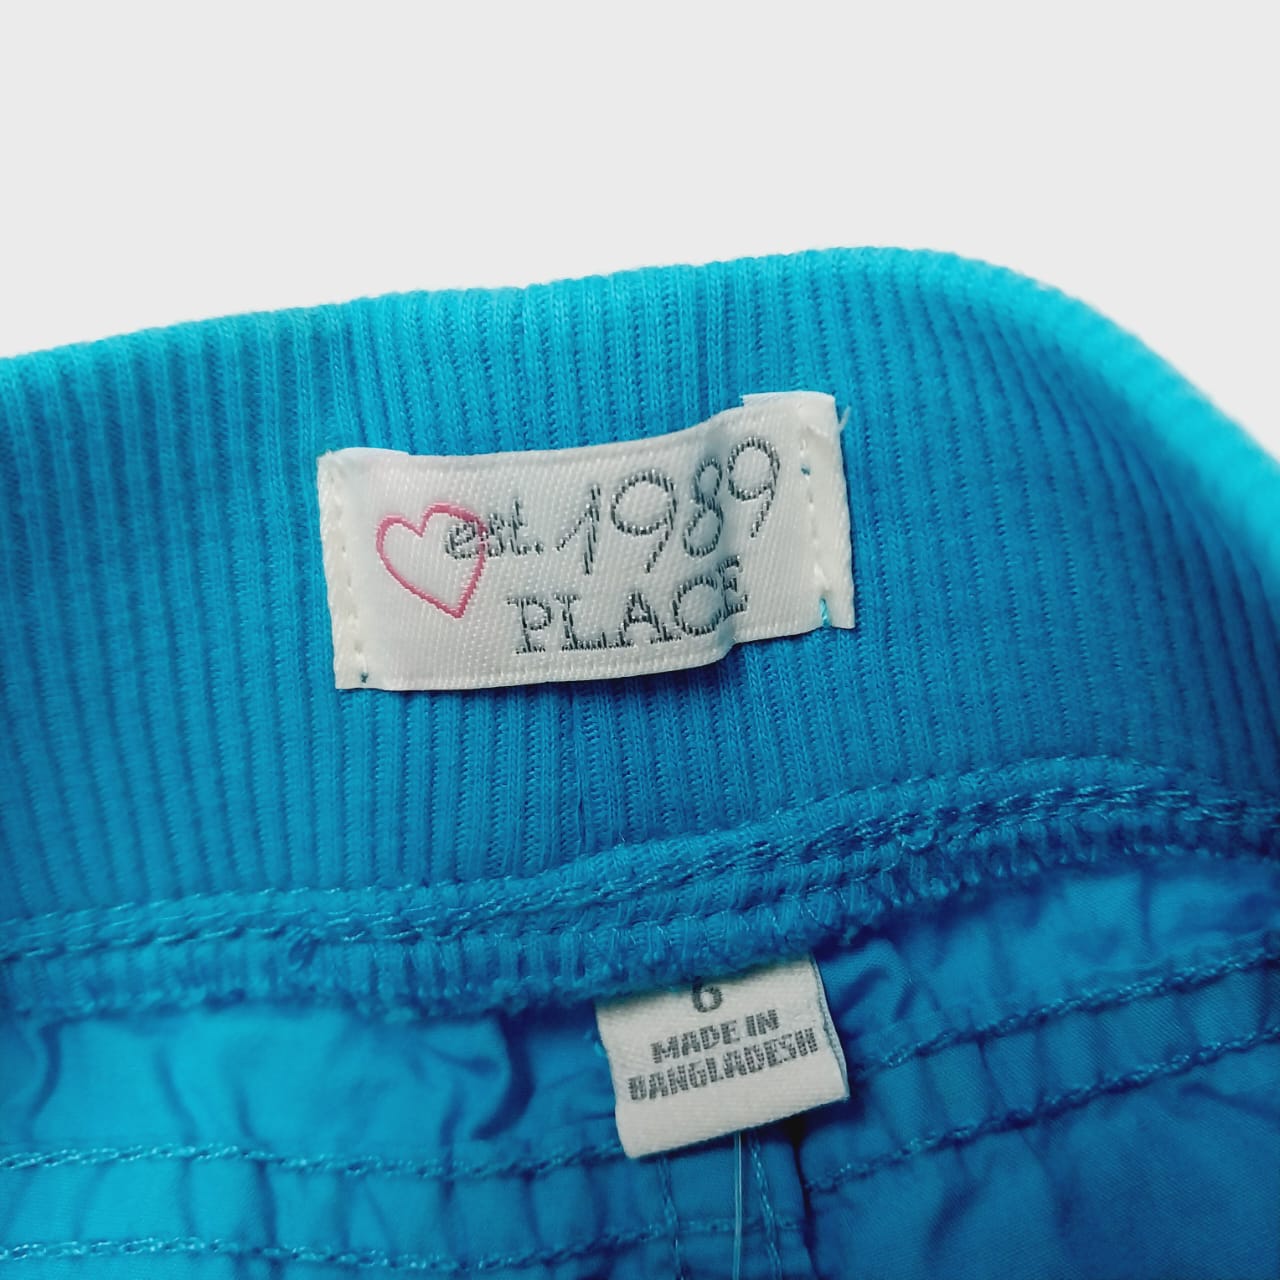 est. 1989
PLACE
6
MADE IN
BANGLADESH